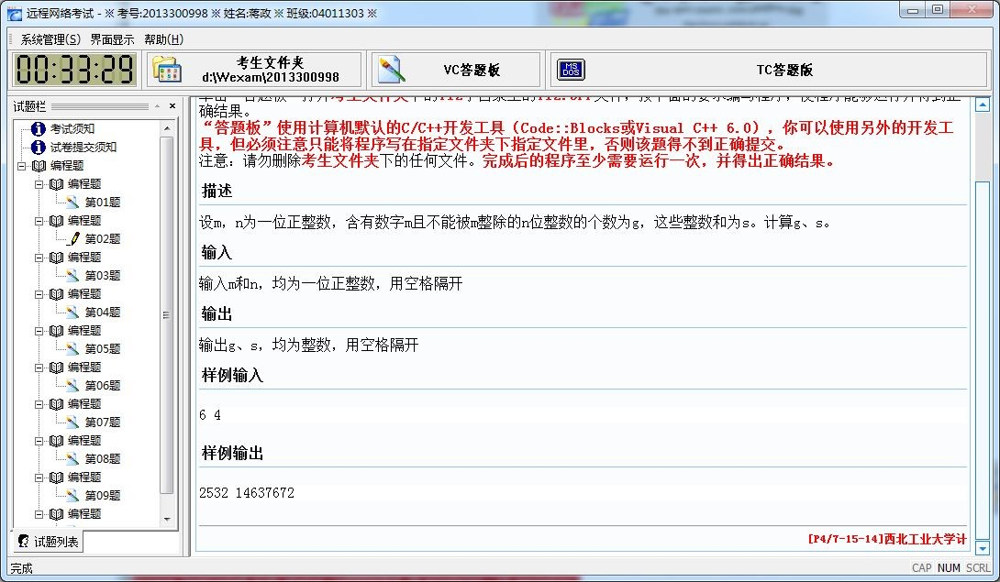 远程网络考试 - ※ 考号:2013300998 ※ 姓名:蒋政 ※ 班级:04011303 ※
系统管理(S) 界面显示 帮助(H)
00:33:29
考生文件夹
d:\Wexam\2013300998
VC答题板
TC答题版
试题栏
考试须知
试卷提交须知
编程题
编程题
第01题
编程题
第02题
编程题
第03题
编程题
第04题
编程题
第05题
编程题
第06题
编程题
第07题
编程题
第08题
编程题
第09题
编程题
试题列表
确结果。
“答题板”使用计算机默认的C/C++开发工具（Code::Blocks或Visual C++ 6.0），你可以使用另外的开发工
具，但必须注意只能将程序写在指定文件夹下指定文件里，否则该题得不到正确提交。
注意：请勿删除考生文件夹下的任何文件。完成后的程序至少需要运行一次，并得出正确结果。
描述
设m，n为一位正整数，含有数字m且不能被m整除的n位整数的个数为g，这些整数和为s。计算g、s。
输入
输入m和n，均为一位正整数，用空格隔开
输出
输出g、s，均为整数，用空格隔开
样例输入
6 4
样例输出
2532 14637672
[P4/7-15-14]西北工业大学计
完成
CAP NUM SCRL